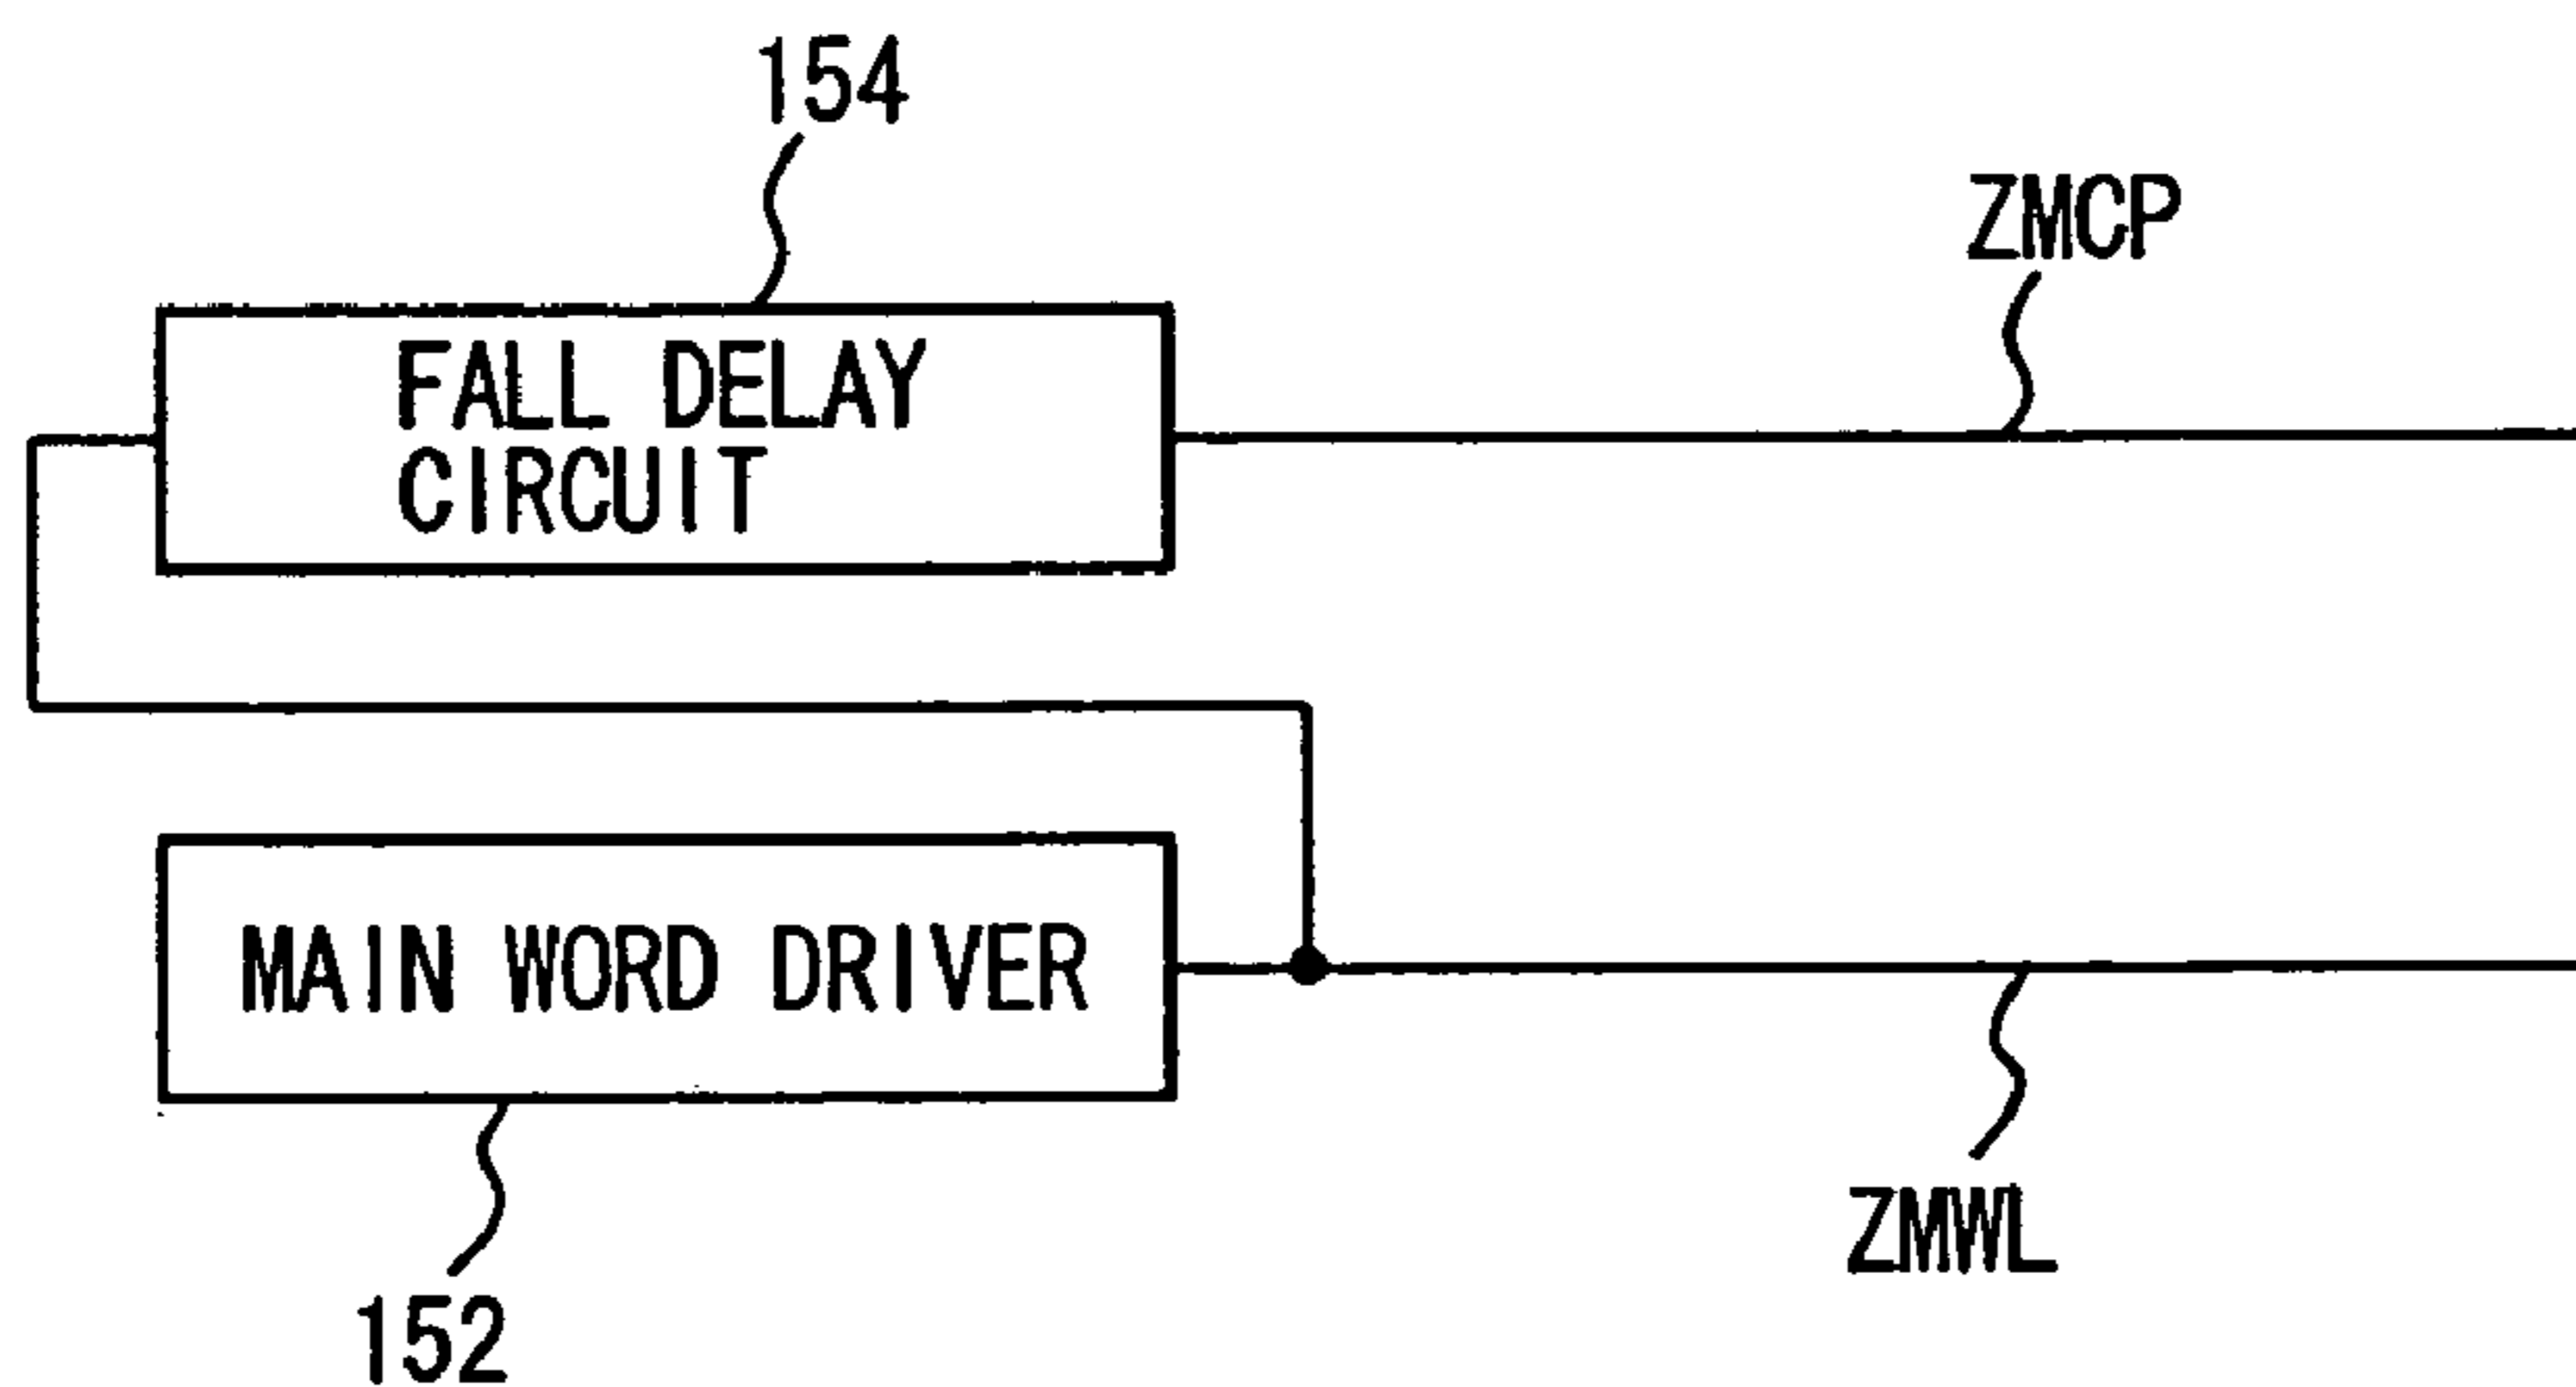 154
ZMCP
FALL DELAY
CIRCUIT
MAIN WORD DRIVER
ZMWL
152